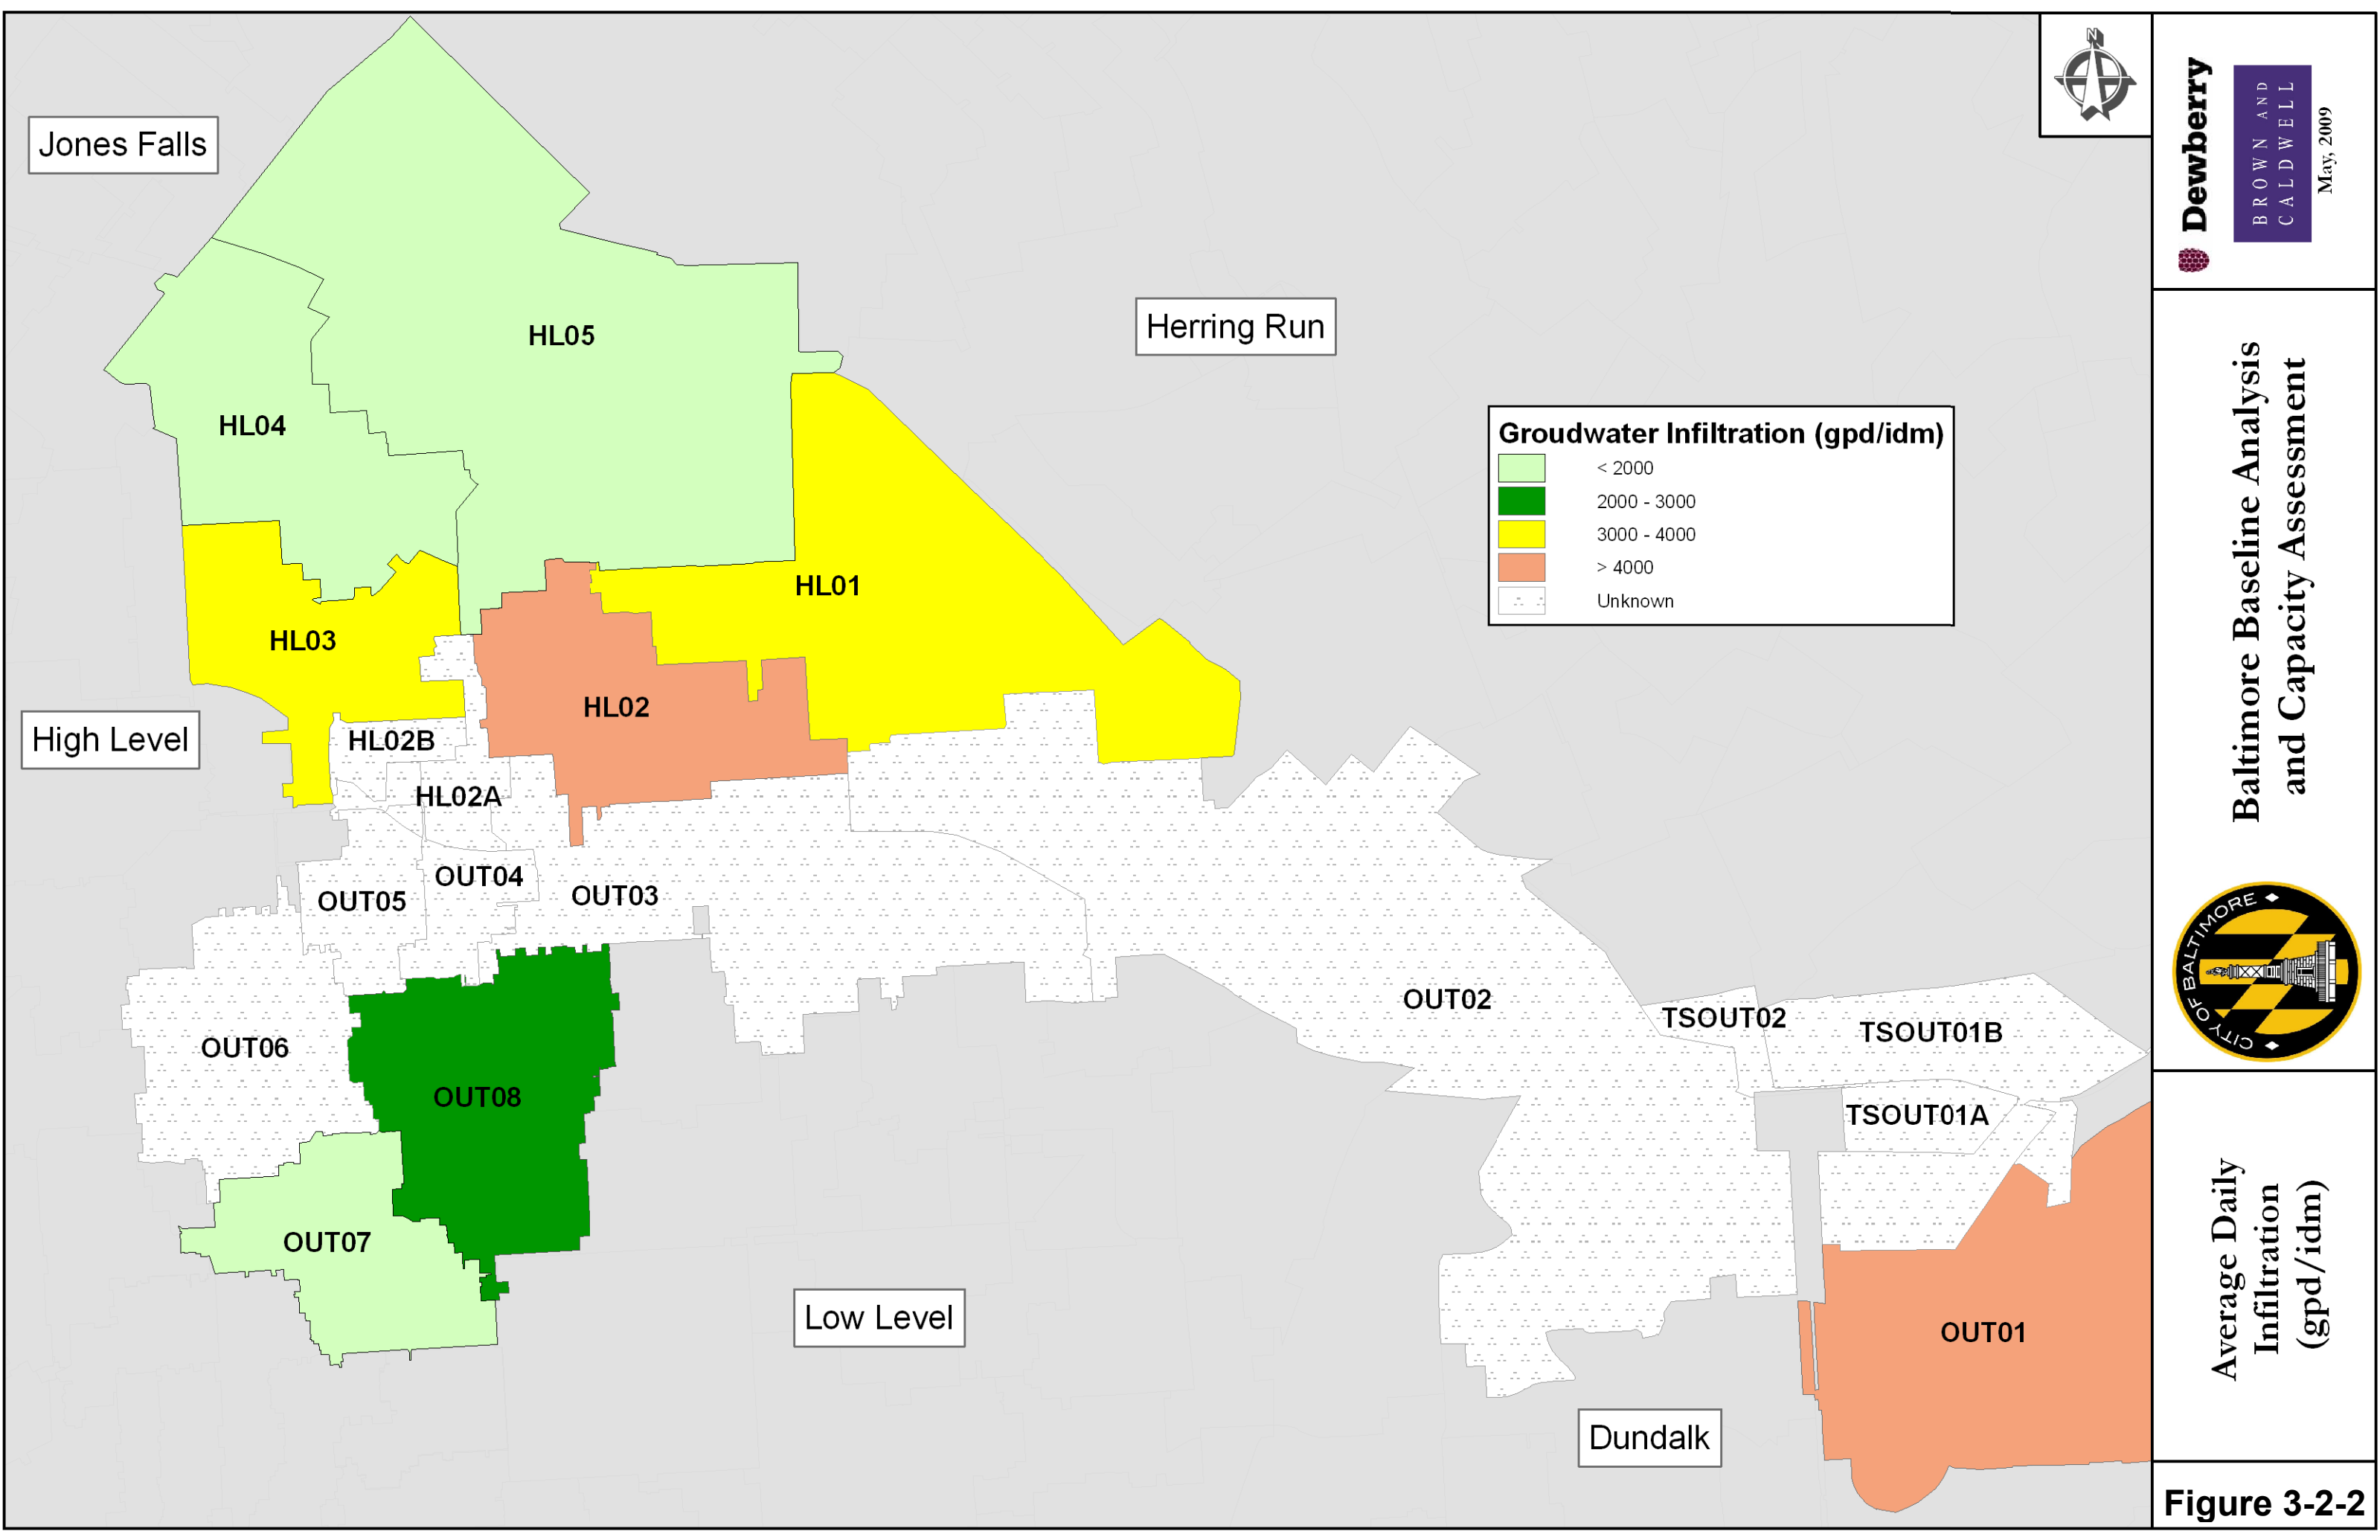 N
Jones Falls
Herring Run
HL05
HL04
Groudwater Infiltration (gpd/idm)
< 2000
2000 - 3000
3000 - 4000
> 4000
Unknown
HL01
HL03
HL02
High Level
HL02B
HL02A
OUT04
OUT05
OUT03
OUT02
TSOUT02
TSOUT01B
OUT06
OUT08
TSOUT01A
OUT07
Low Level
OUT01
Dundalk
Dewberry
BROWN AND
CALDWELL
May, 2009
Baltimore Baseline Analysis
and Capacity Assessment
CITY OF BALTIMORE
Average Daily
Infiltration
(gpd/idm)
Figure 3-2-2